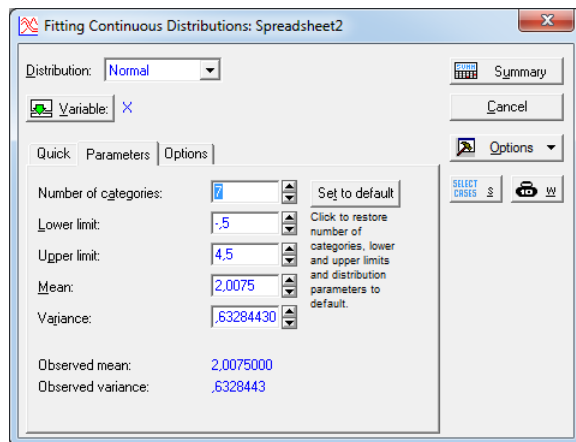 Fitting Continuous Distributions: Spreadsheet2
Distribution: Normal
Summary
Variable: X
Cancel
Quick Parameters Options
Options
Number of categories: 7 Set to default
SELECT CASES S W
Lower limit: -,5
Click to restore
number of
categories, lower
and upper limits
and distribution
parameters to
default.
Upper limit: 4,5
Mean: 2,0075
Variance: ,63284430
Observed mean: 2,0075000
Observed variance: ,6328443